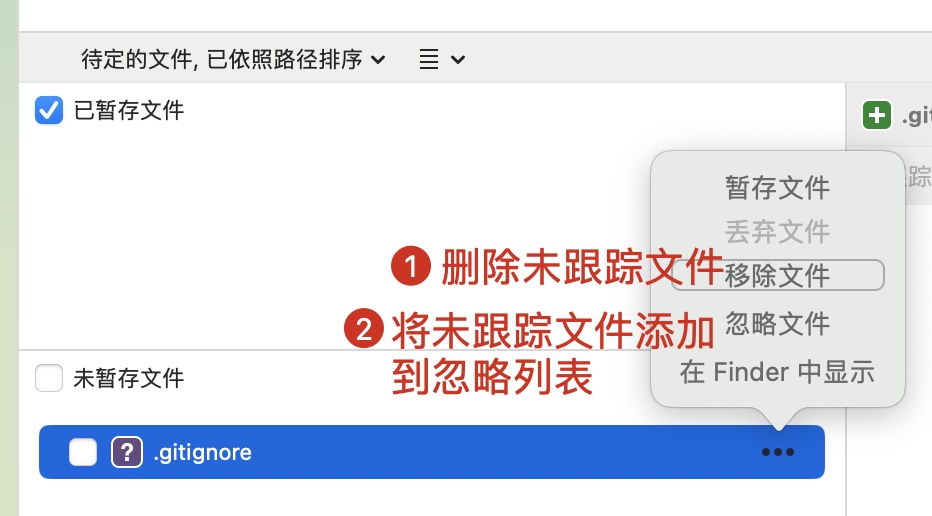 待定的文件, 已依照路径排序
已暂存文件
.git
踪
暂存文件
丢弃文件
❶ 删除未跟踪文件
移除文件
❷ 将未跟踪文件添加
到忽略列表
忽略文件
在 Finder 中显示
未暂存文件
? .gitignore